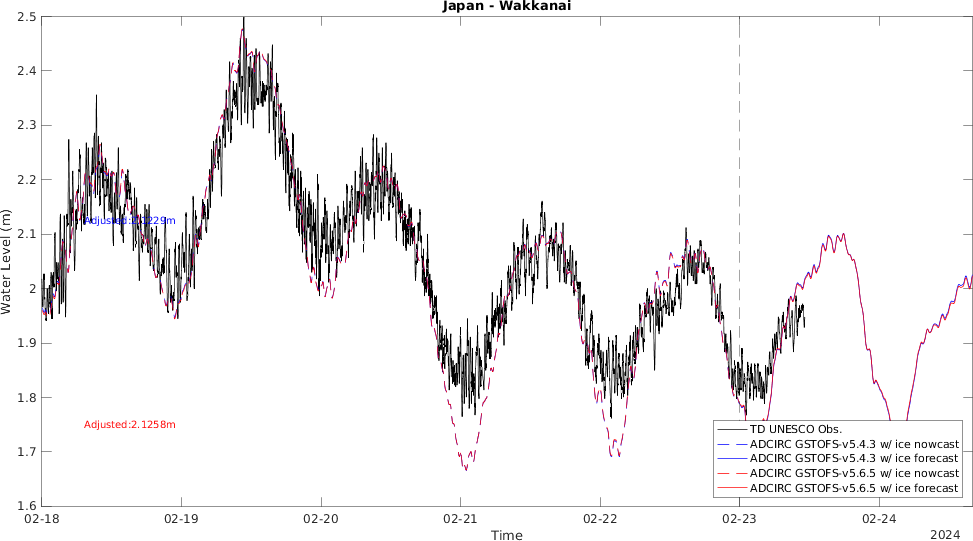 Japan - Wakkanai
2.5
2.4
2.3
2.2
2.1
2
1.9
1.8
1.7
1.6
Water Level (m)
Adjusted:2.1229m
Adjusted:2.1258m
TD UNESCO Obs.
ADCIRC GSTOFS-v5.4.3 w/ ice nowcast
ADCIRC GSTOFS-v5.4.3 w/ ice forecast
ADCIRC GSTOFS-v5.6.5 w/ ice nowcast
ADCIRC GSTOFS-v5.6.5 w/ ice forecast
02-18 02-19 02-20 02-21 02-22 02-23 02-24
Time
2024